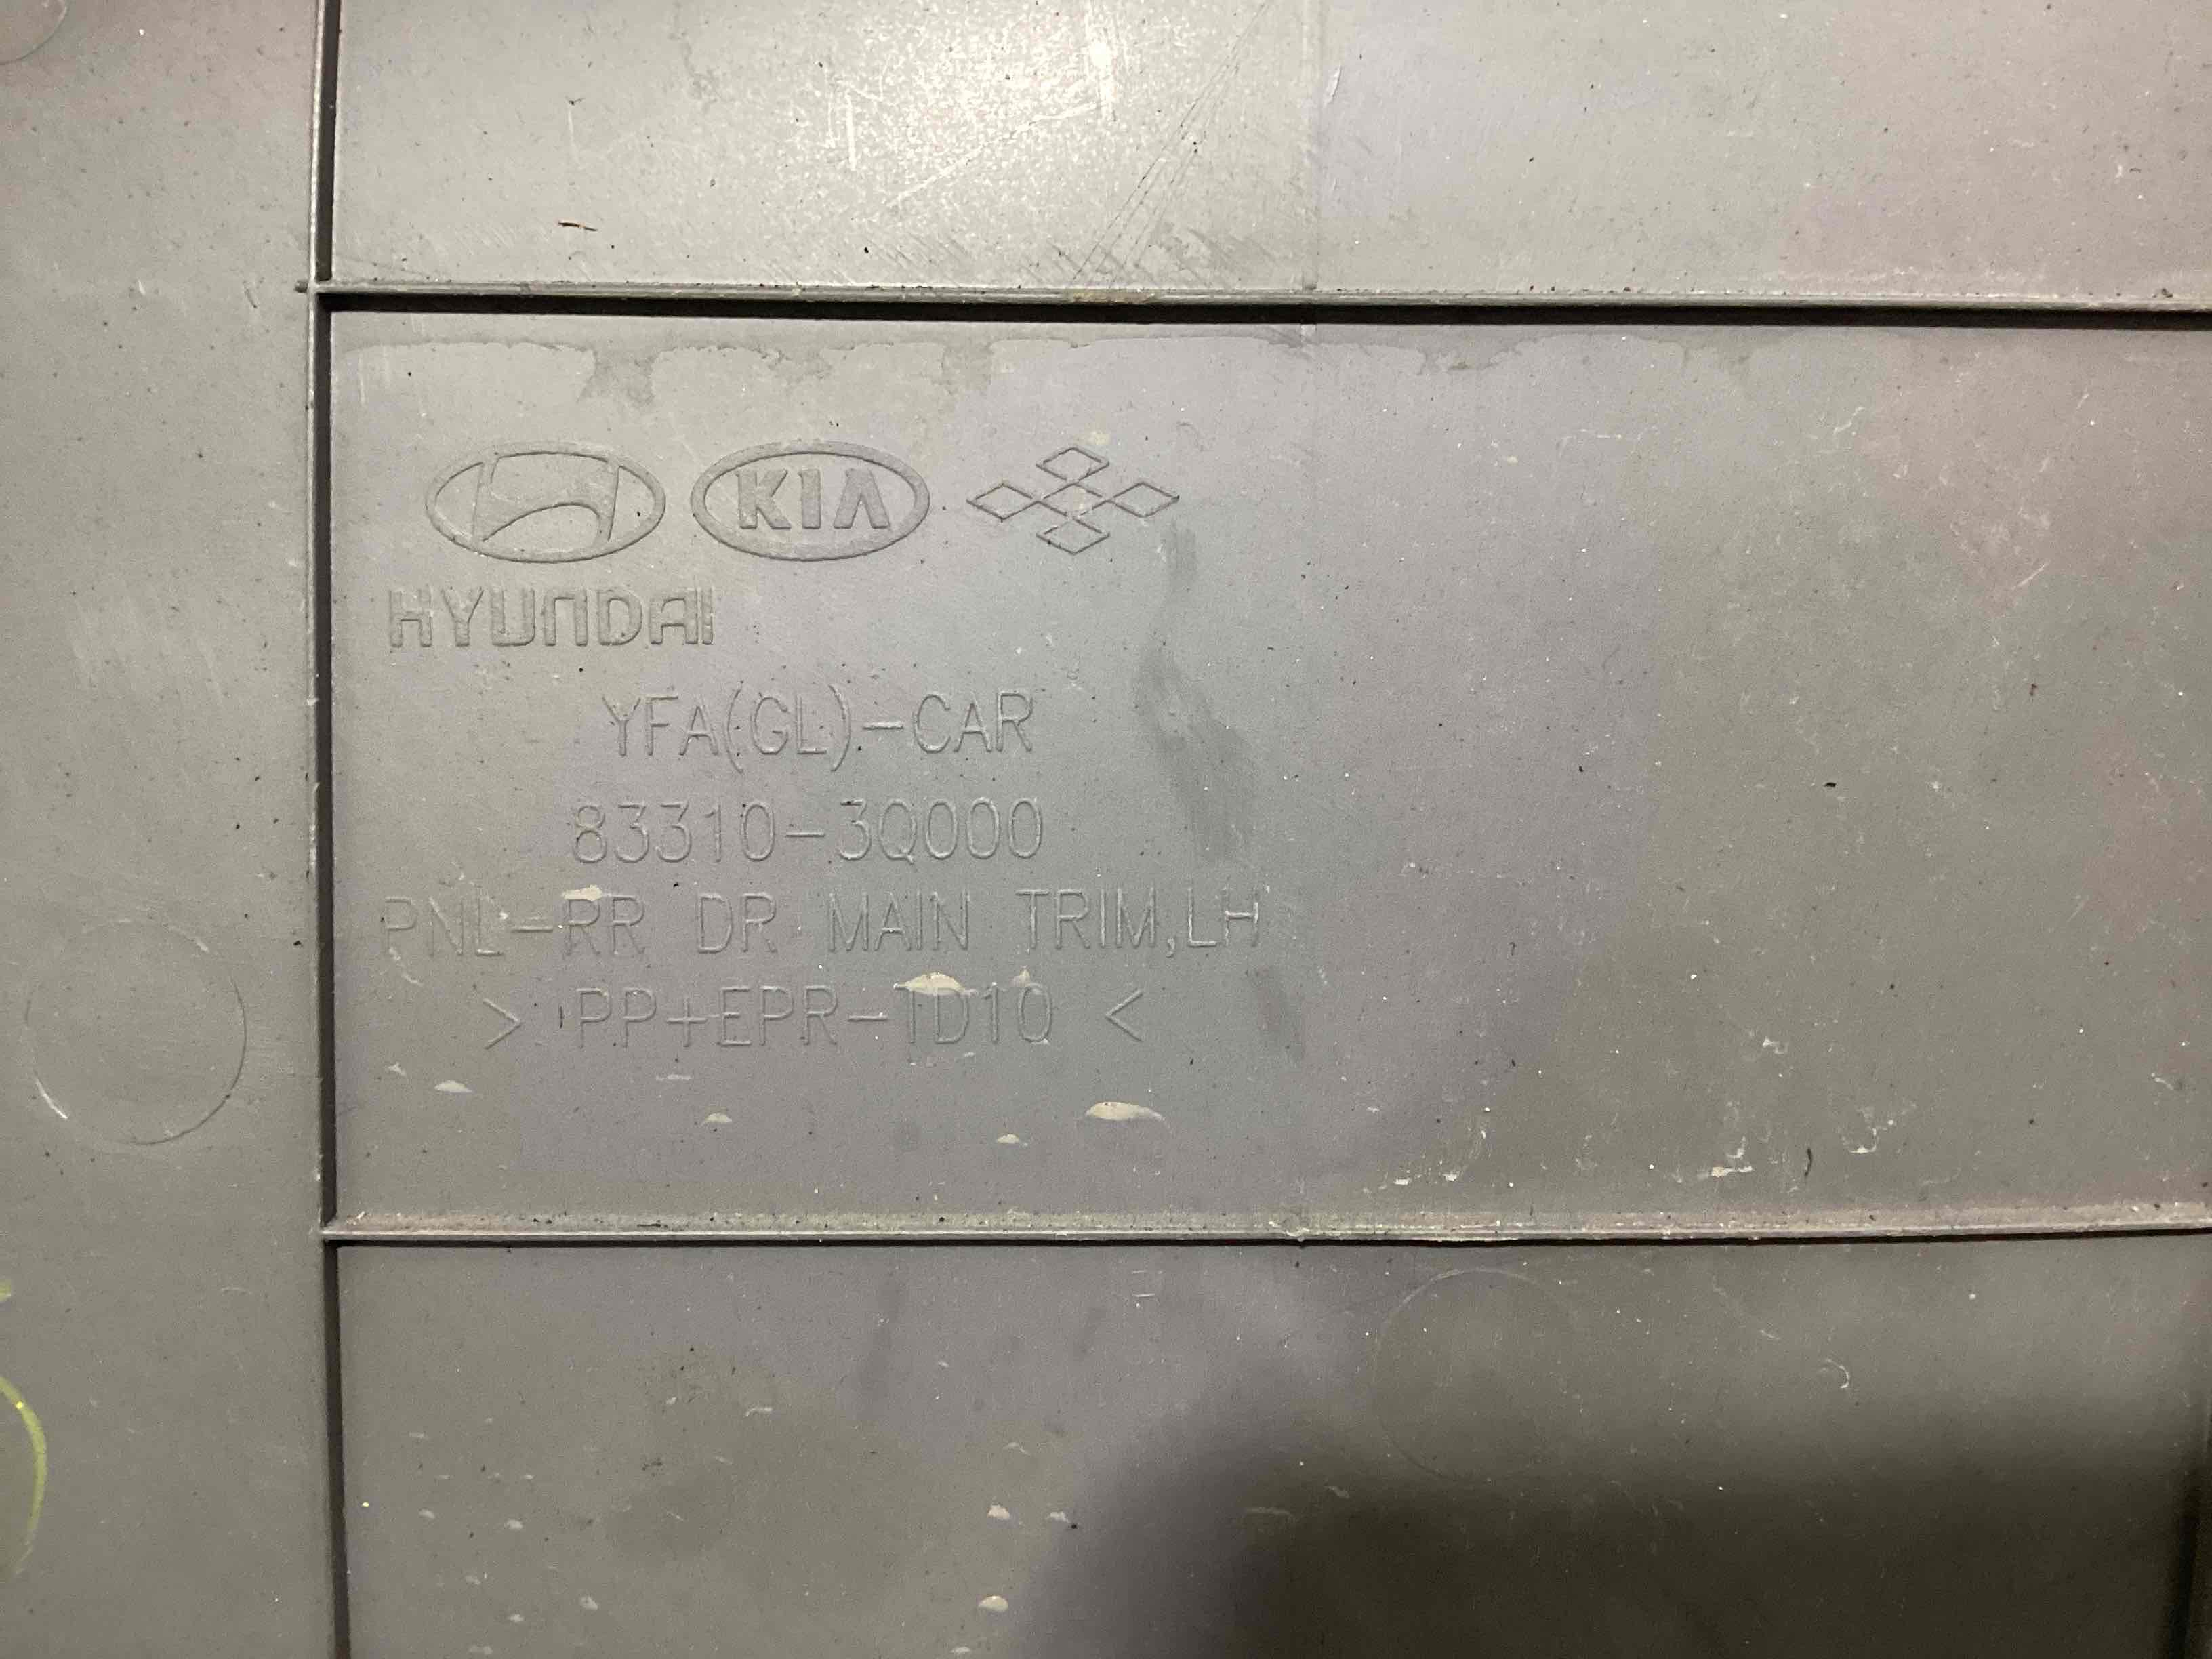 KIA
HYUNDAI
YFA(GL)-CAR
83310-3Q000
PNL-RR DR MAIN TRIM,LH
> PP+EPR-TD10 <